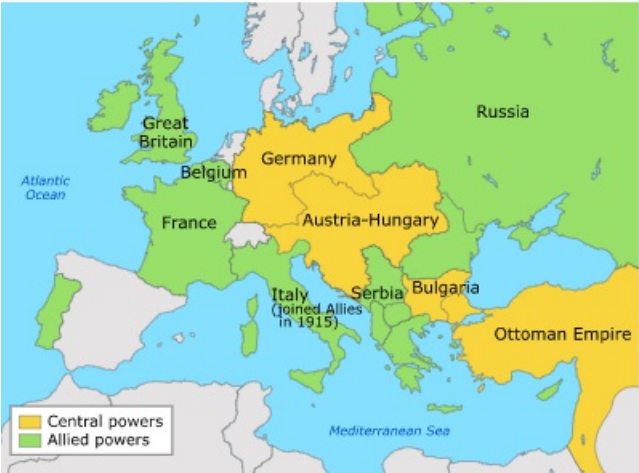 Russia
Great
Britain
Germany
Belgium
Atlantic
Ocean
France
Austria-Hungary
Italy
(joined Allies
in 1915)
Serbia
Bulgaria
Ottoman Empire
Central powers
Allied powers
Mediterranean Sea